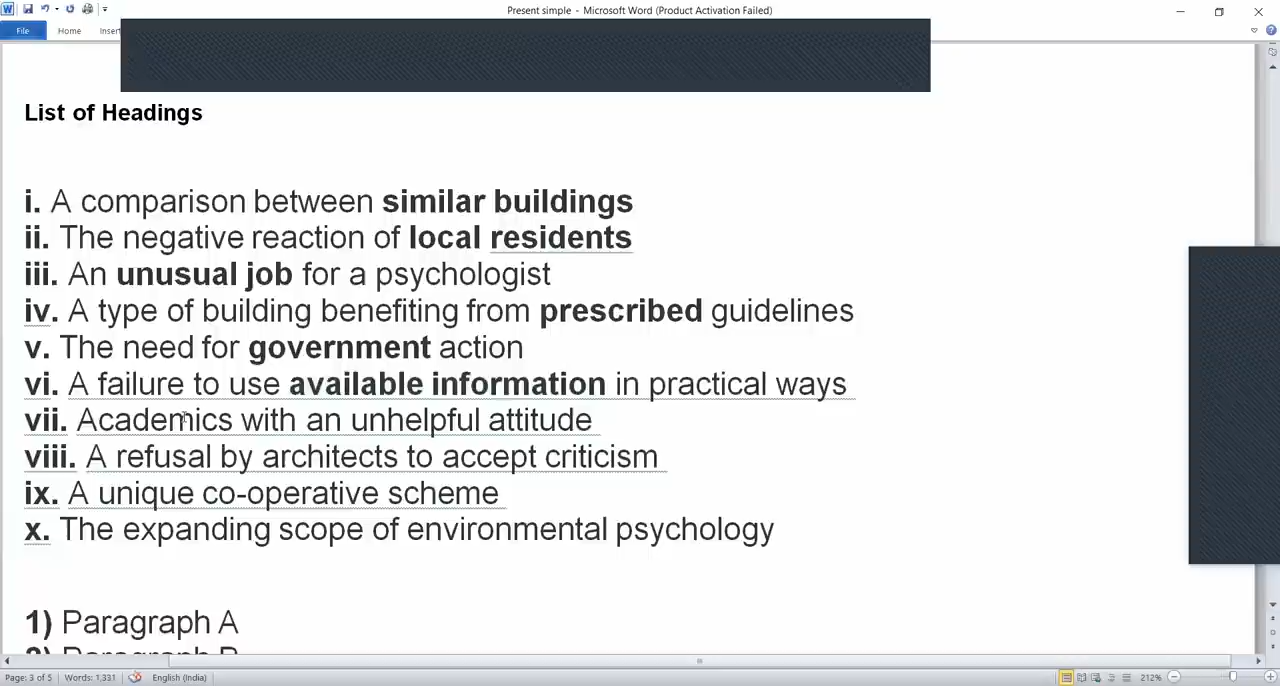 Present simple - Microsoft Word (Product Activation Failed)
File Home Insert
List of Headings
i. A comparison between similar buildings
ii. The negative reaction of local residents
iii. An unusual job for a psychologist
iv. A type of building benefiting from prescribed guidelines
v. The need for government action
vi. A failure to use available information in practical ways
vii. Academics with an unhelpful attitude
viii. A refusal by architects to accept criticism
ix. A unique co-operative scheme
x. The expanding scope of environmental psychology
1) Paragraph A
Page: 3 of 5 Words: 1,331 English (India) 212%